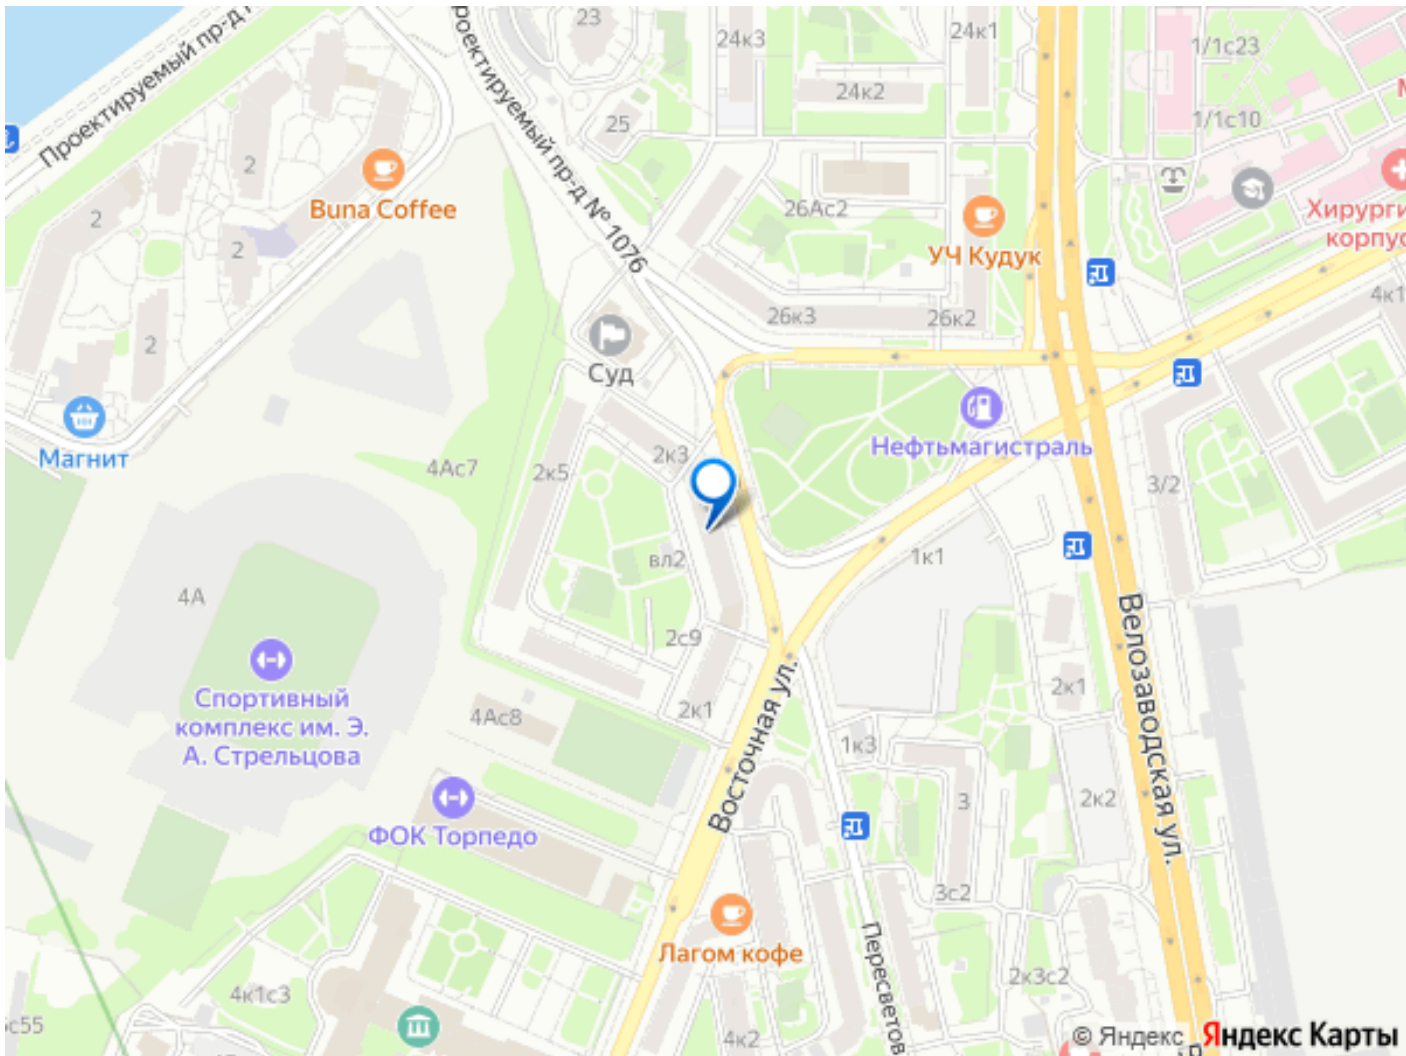 Проектируемый пр-д
23
24к3
24к1
1/1с23
24к2
1/1с10
25
Проектируемый пр-д № 1076
2
2
2
2
Buna Coffee
26Ас2
УЧ Кудук
4к1
26к3
26к2
Суд
Магнит
Нефтьмагистраль
4Ас7
2к5
2к3
3/2
вл2
1к1
4А
2с9
Велозаводская ул.
Спортивный
комплекс им. Э.
А. Стрельцова
4Ас8
2к1
2к1
Восточная ул.
1к3
3
2к2
ФОК Торпедо
3с2
Лагом кофе
Пересветов
2к3с2
4к1с3
4к2
© Яндекс
Яндекс Карты